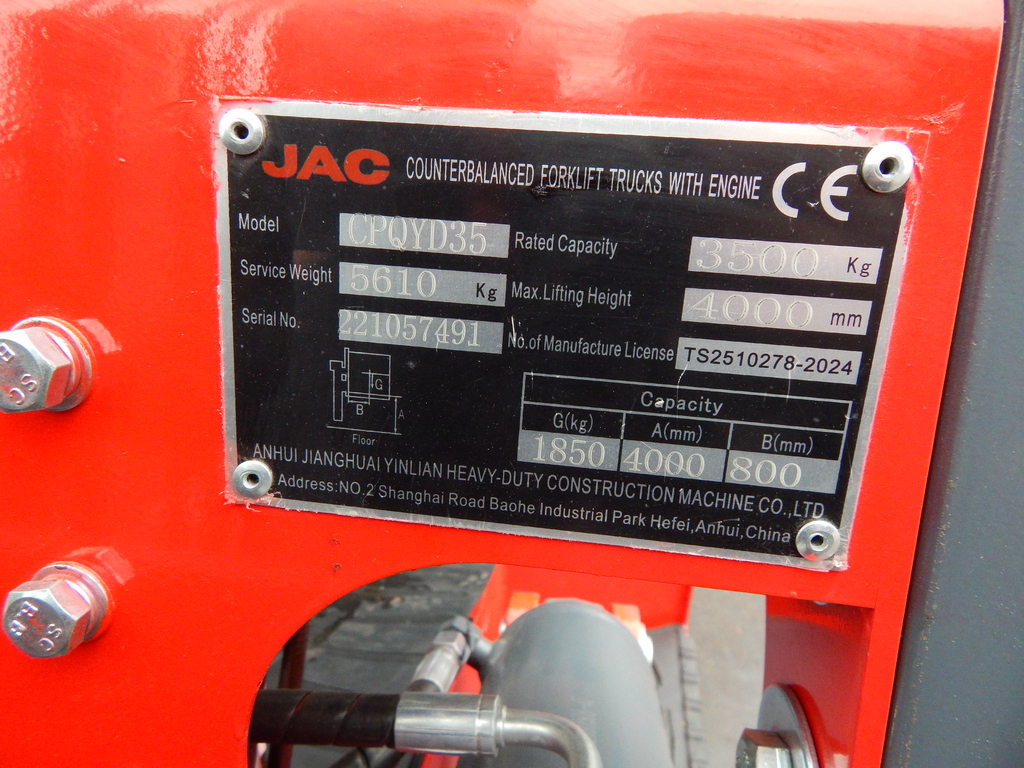 JAC COUNTERBALANCED FORKLIFT TRUCKS WITH ENGINE CE
Model CPQYD35 Rated Capacity 3500 Kg
Service Weight 5610 Kg Max.Lifting Height 4000 mm
Serial No. 221057491 No.of Manufacture License TS2510278-2024
Capacity
G(kg) A(mm) B(mm)
1850 4000 800
G
B A
Floor
ANHUI JIANGHUAI YINLIAN HEAVY-DUTY CONSTRUCTION MACHINE CO.,LTD
Address:NO.2 Shanghai Road Baohe Industrial Park Hefei,Anhui,China